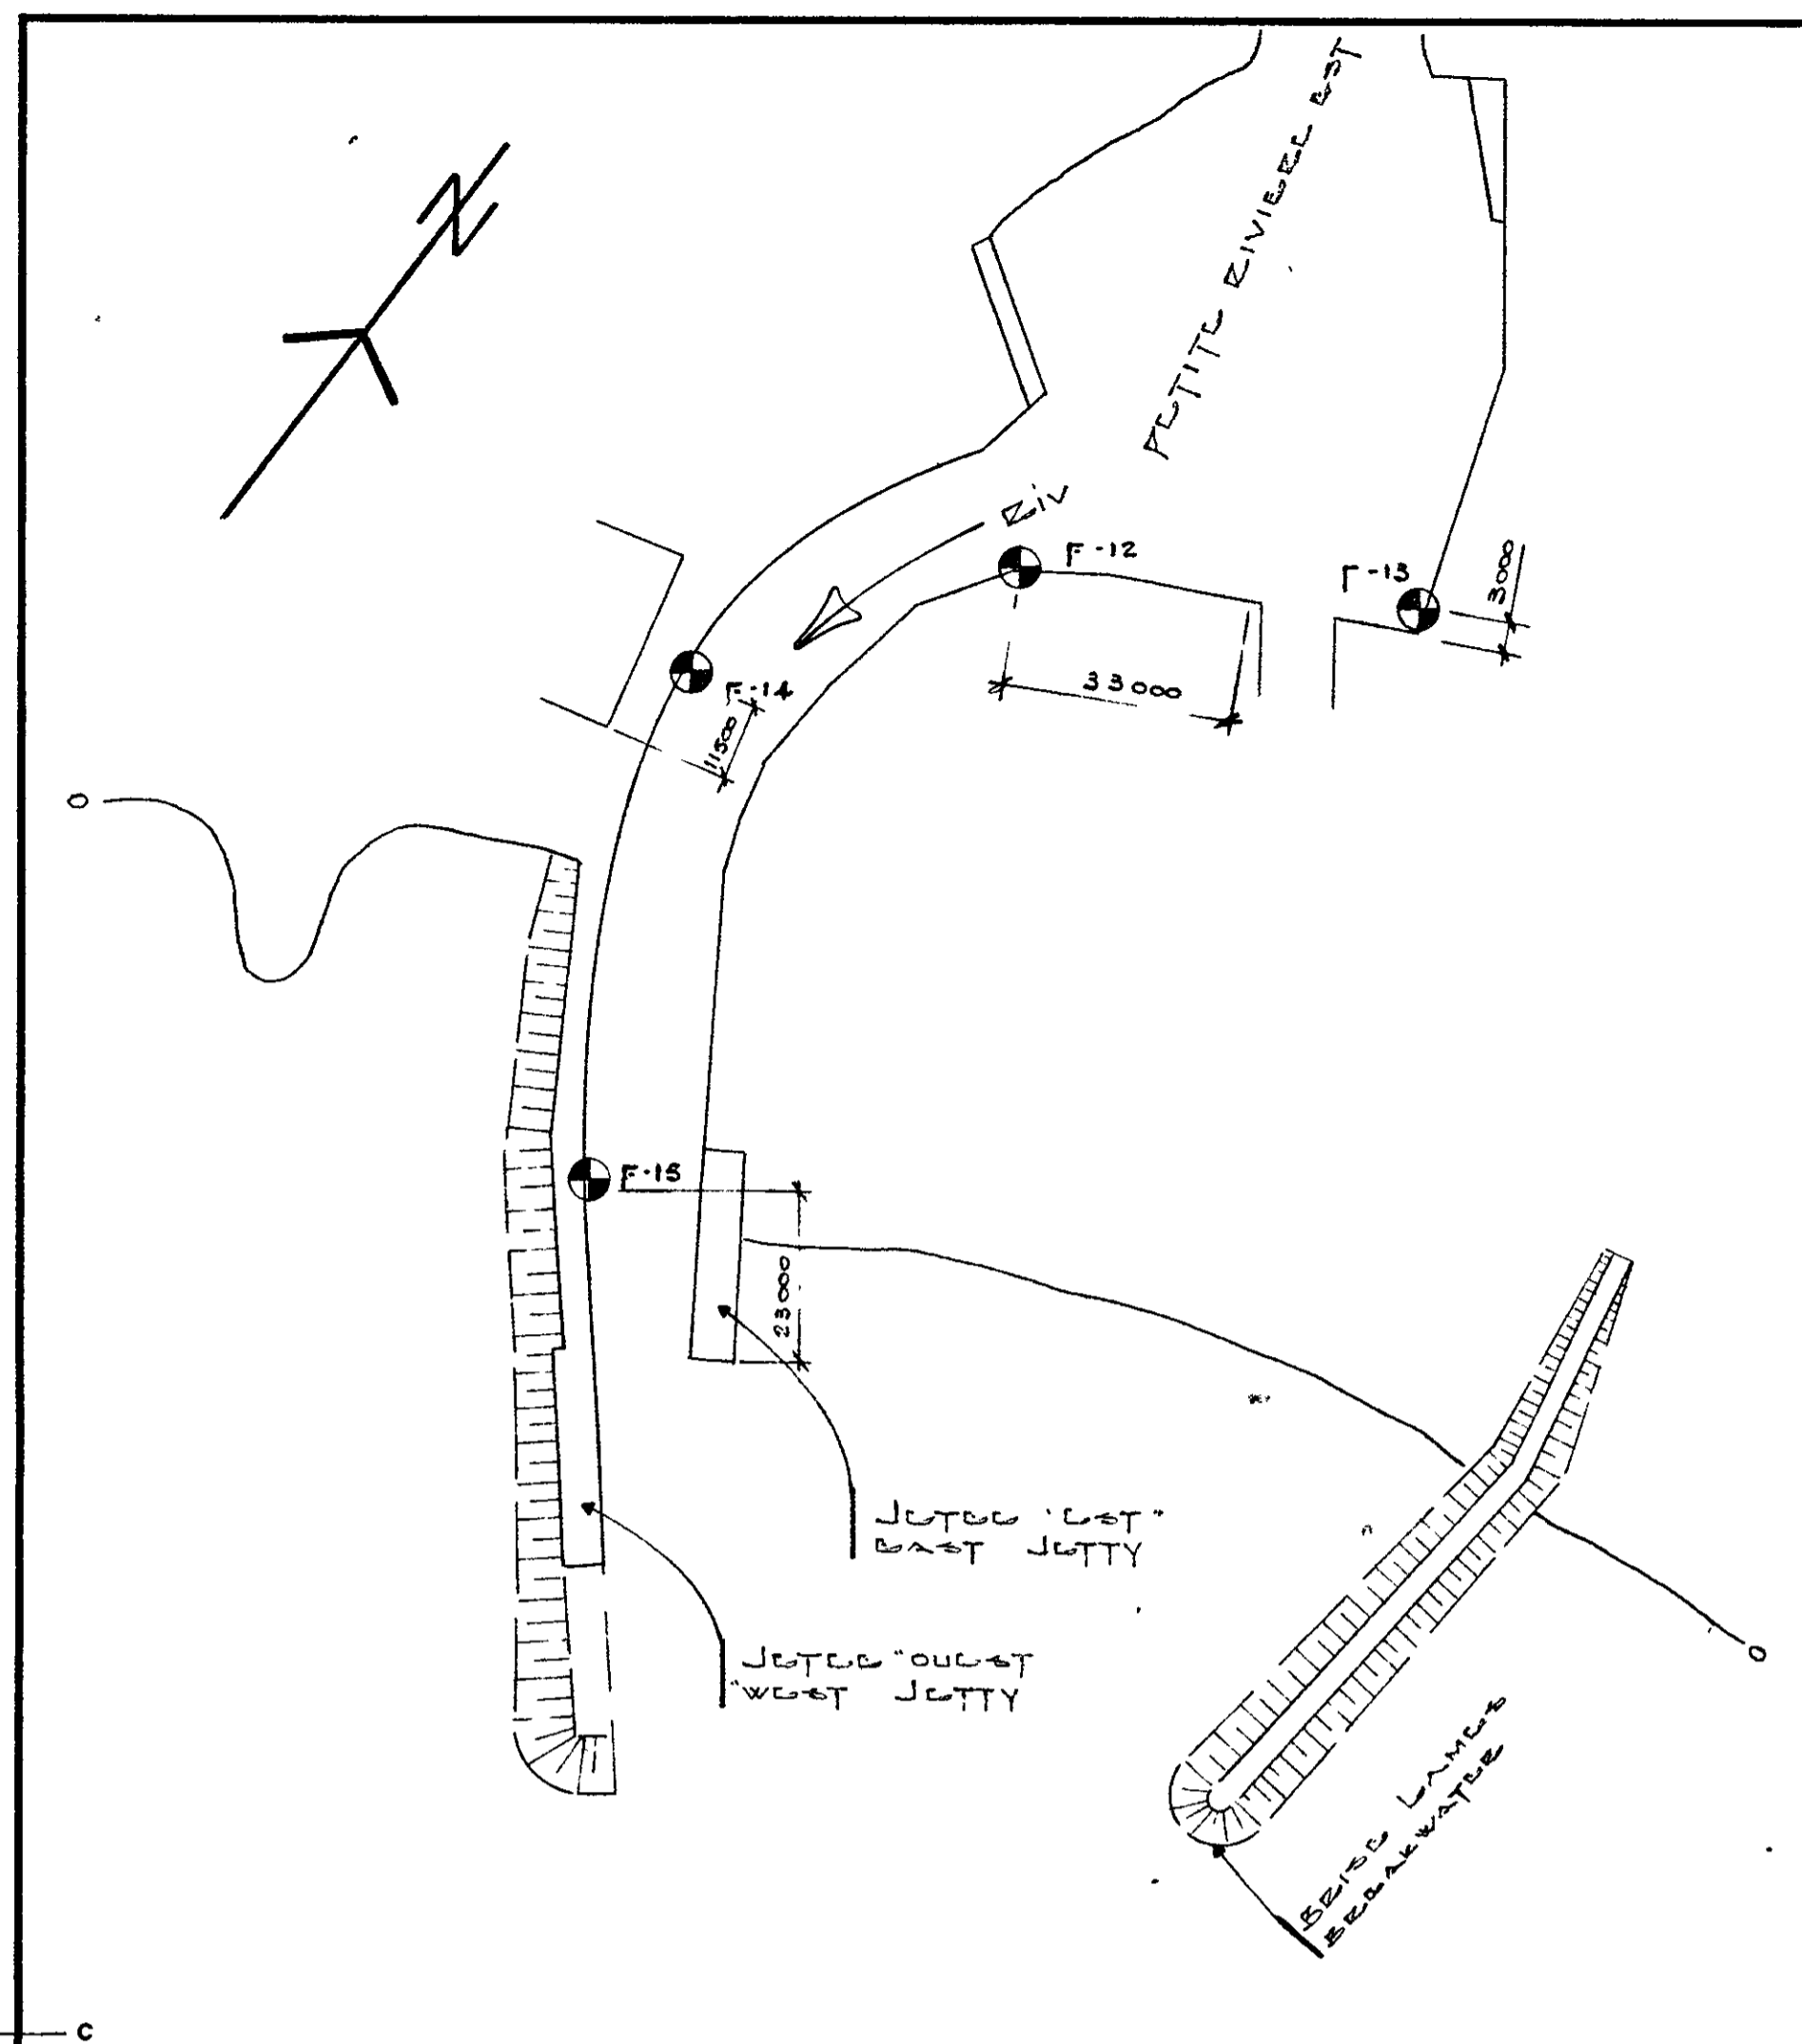 N
PETITE RIVIERE EST
RIV
F-12
F-13
3000
33000
F-14
11500
O
F-15
23000
JETEE "EST"
EAST JETTY
JETEE "OUEST
"WEST JETTY
O
BRISE LAMES
BREAKWATER
C